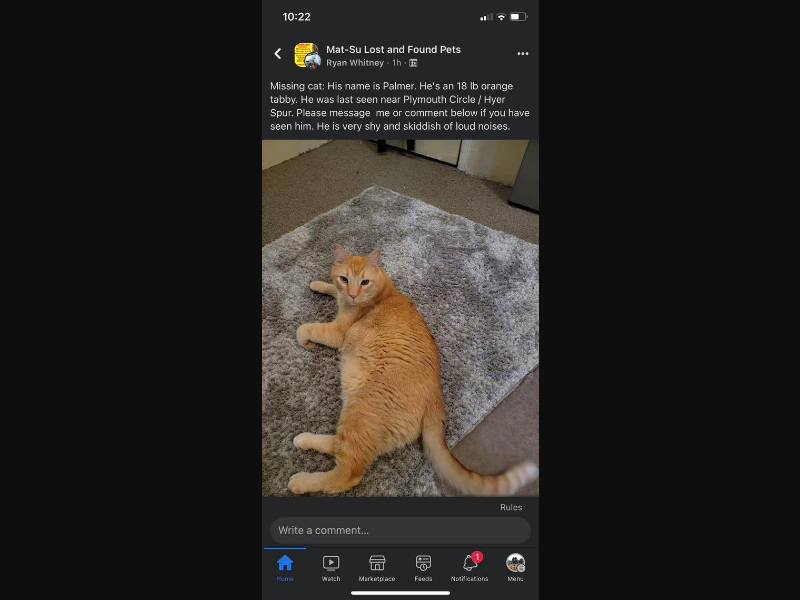 10:22
Mat-Su Lost and Found Pets
Ryan Whitney · 1h ·
Missing cat: His name is Palmer. He's an 18 lb orange
tabby. He was last seen near Plymouth Circle / Hyer
Spur. Please message  me or comment below if you have
seen him. He is very shy and skiddish of loud noises.
Rules
Write a comment...
1
Home Watch Marketplace Feeds Notifications Menu